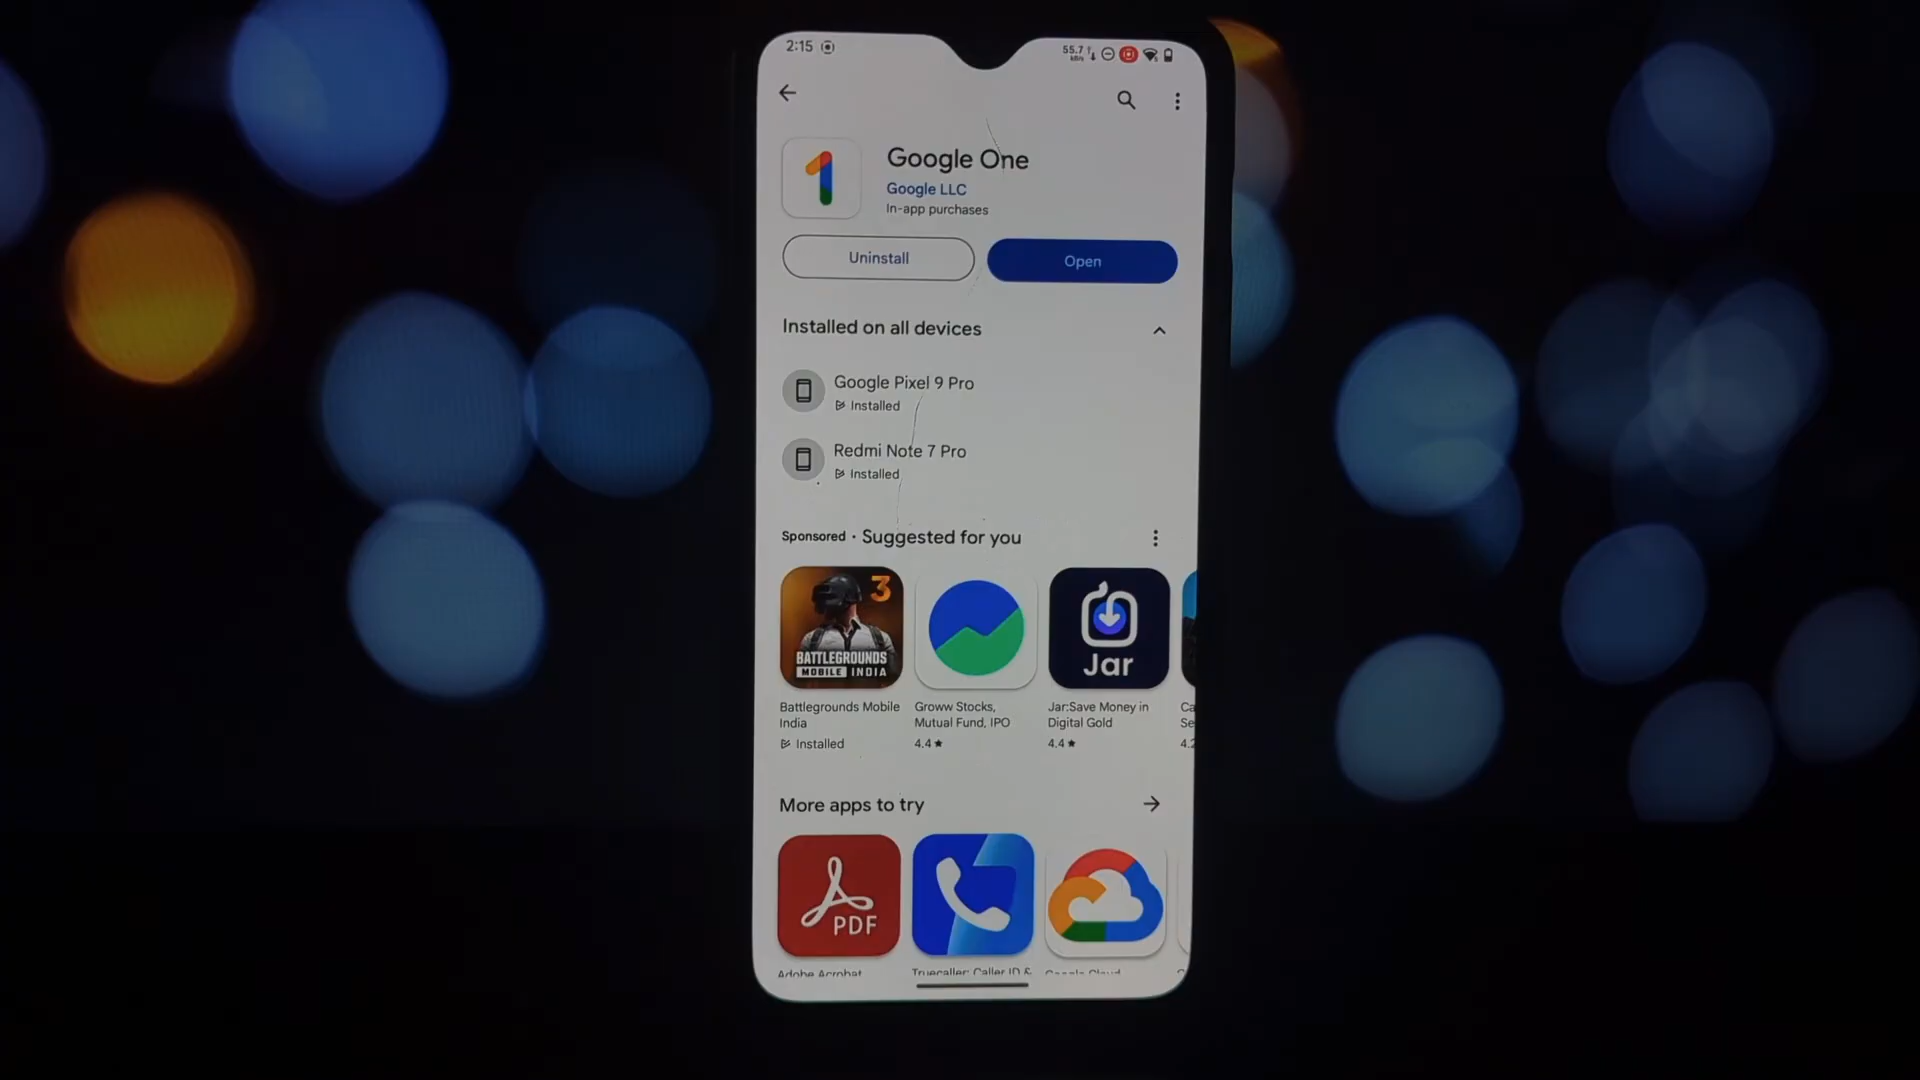 2:15
55.7
kB/s
Google One
Google LLC
In-app purchases
Uninstall
Open
Installed on all devices
Google Pixel 9 Pro
Installed
Redmi Note 7 Pro
Installed
Sponsored · Suggested for you
3
BATTLEGROUNDS
MOBILE INDIA
Jar
Battlegrounds Mobile
India
Installed
Groww Stocks,
Mutual Fund, IPO
4.4★
Jar:Save Money in
Digital Gold
4.4★
Ca
Se
4.2
More apps to try
PDF
Adobe Acrobat
Truecaller: Caller ID &
Google Cloud